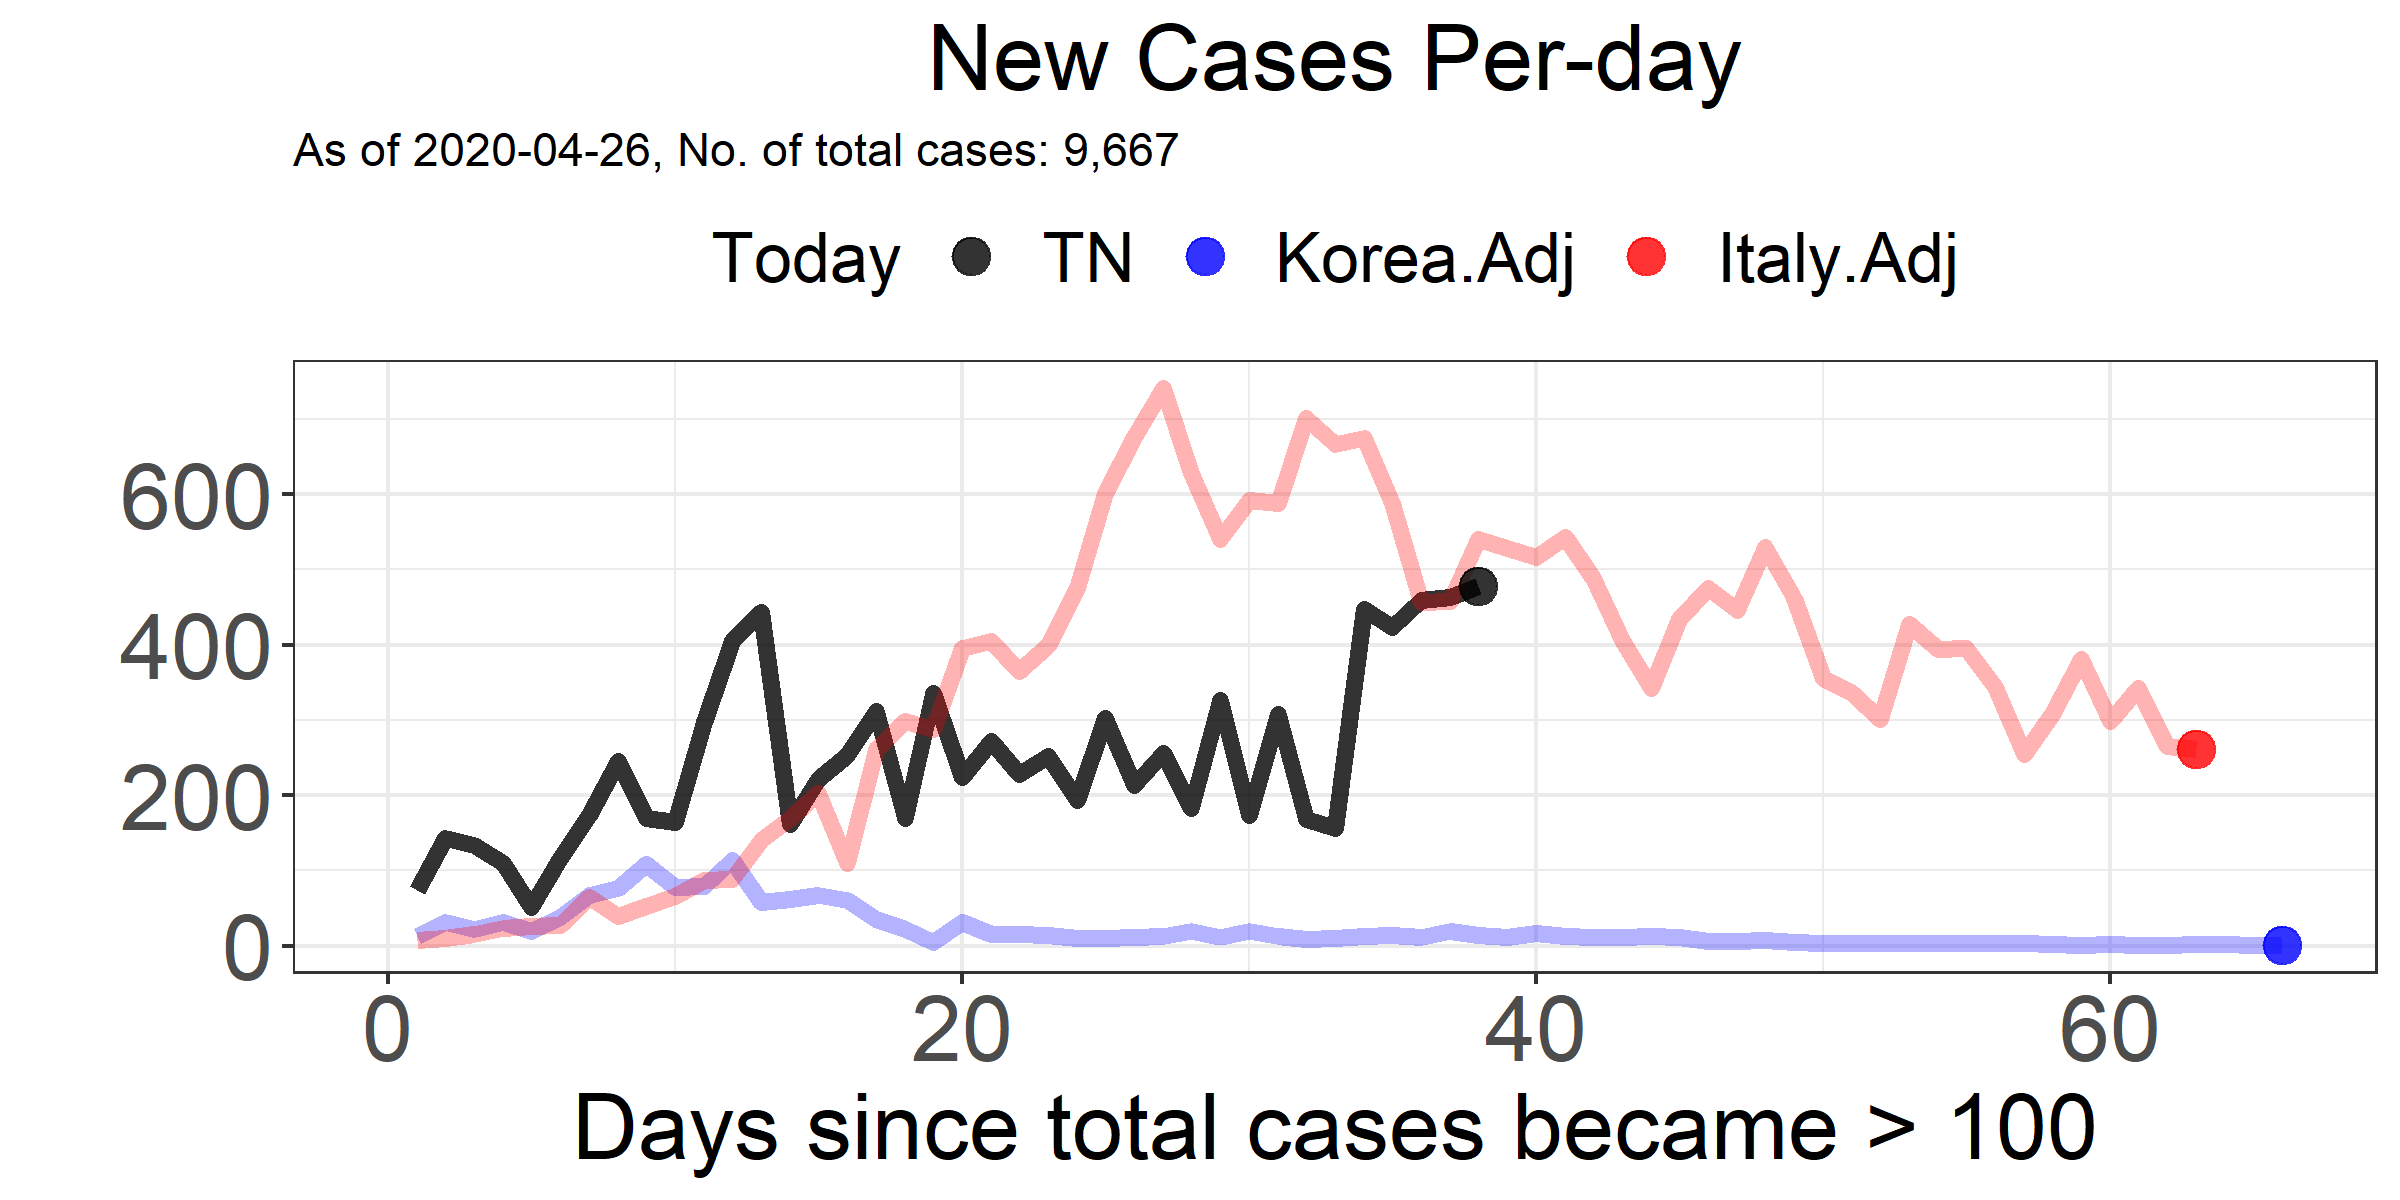 New Cases Per-day
As of 2020-04-26, No. of total cases: 9,667
Today TN Korea.Adj Italy.Adj
600
400
200
0
0 20 40 60
Days since total cases became > 100